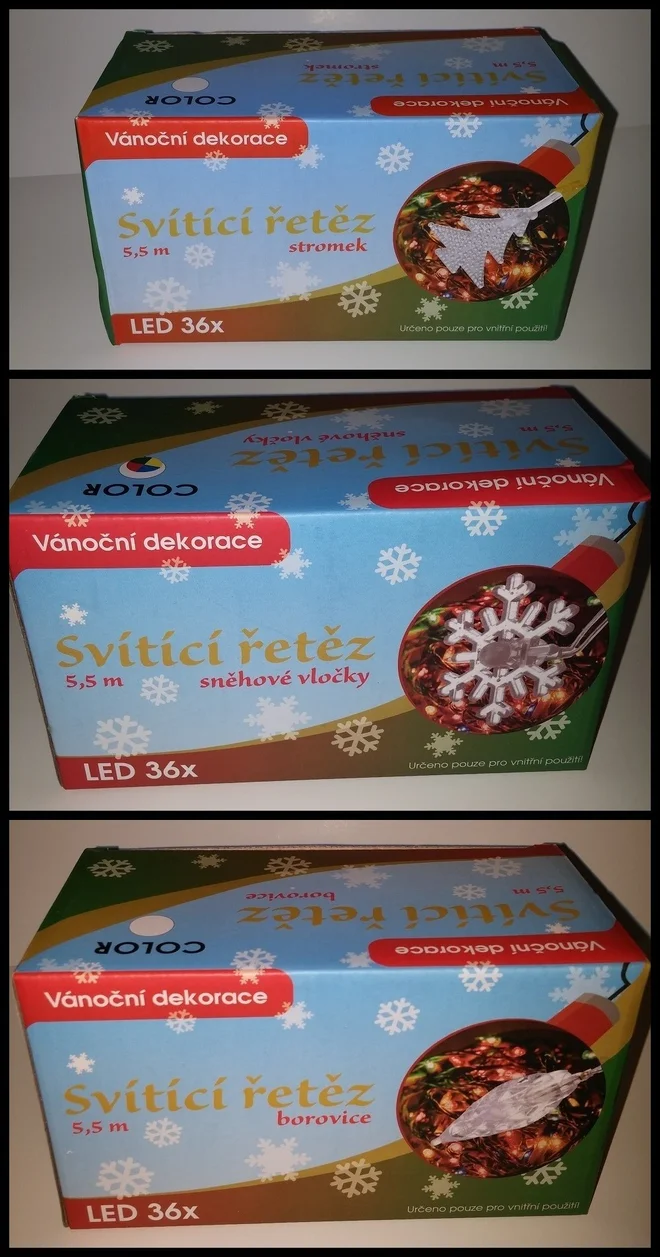 COLOR
Svítící řetěz
stromek
5,5 m
Vánoční dekorace
Vánoční dekorace
Svítící řetěz
5,5 m
stromek
LED 36x
Určeno pouze pro vnitřní použití!
5,5 m
sněhové vločky
Svítící řetěz
COLOR
Vánoční dekorace
Vánoční dekorace
Svítící řetěz
5,5 m
sněhové vločky
LED 36x
Určeno pouze pro vnitřní použití!
5,5 m
borovice
Svítící řetěz
COLOR
Vánoční dekorace
Vánoční dekorace
Svítící řetěz
5,5 m
borovice
LED 36x
Určeno pouze pro vnitřní použití!